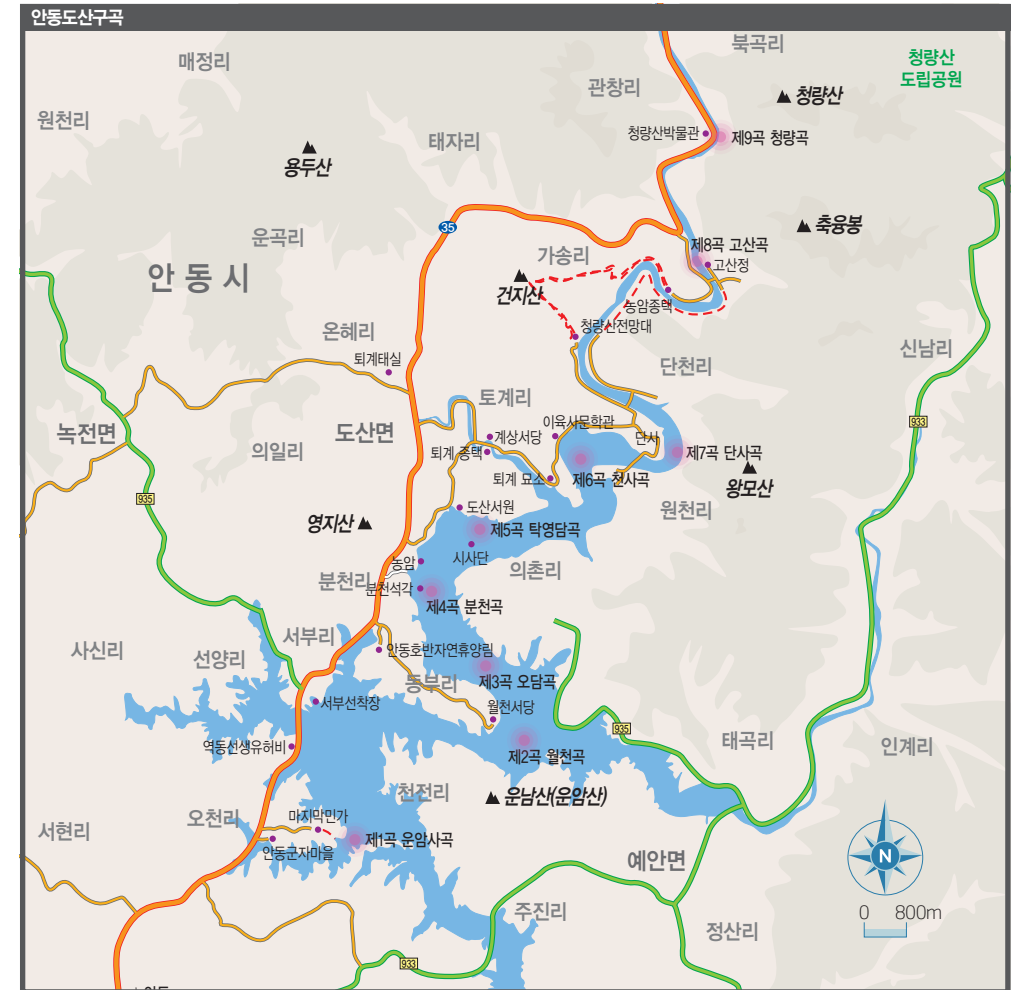 안동도산구곡
북곡리
매정리
청량산
도립공원
관창리
청량산
원천리
청량산박물관
제9곡 청량곡
태자리
용두산
축융봉
35
운곡리
제8곡 고산곡
가송리
고산정
안동시
건지산
농암종택
온혜리
청량산전망대
신남리
퇴계태실
단천리
토계리
933
녹전면
도산면
이육사문학관
계상서당
단사
의일리
퇴계 종택
제7곡 단사곡
퇴계 묘소
제6곡 천사곡
왕모산
935
도산서원
원천리
영지산
제5곡 탁영담곡
시사단
농암
의촌리
분천리
분천석각
제4곡 분천곡
서부리
사신리
선양리
안동호반자연휴양림
제3곡 오담곡
동부리
서부선착장
월천서당
935
태곡리
역동선생유허비
제2곡 월천곡
인계리
천전리
운남산(운암산)
오천리
마지막민가
서현리
제1곡 운암사곡
안동군자마을
예안면
N
주진리
0 800m
정산리
933